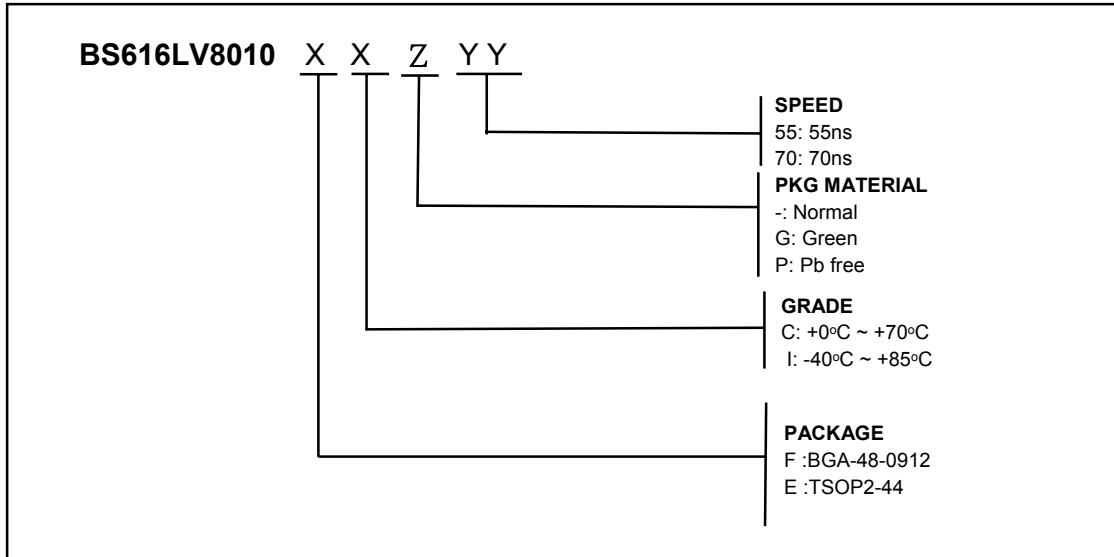 BS616LV8010 X X Z Y Y
SPEED
55: 55ns
70: 70ns
PKG MATERIAL
-: Normal
G: Green
P: Pb free
GRADE
C: +0ºC ~ +70ºC
I: -40ºC ~ +85ºC
PACKAGE
F :BGA-48-0912
E :TSOP2-44